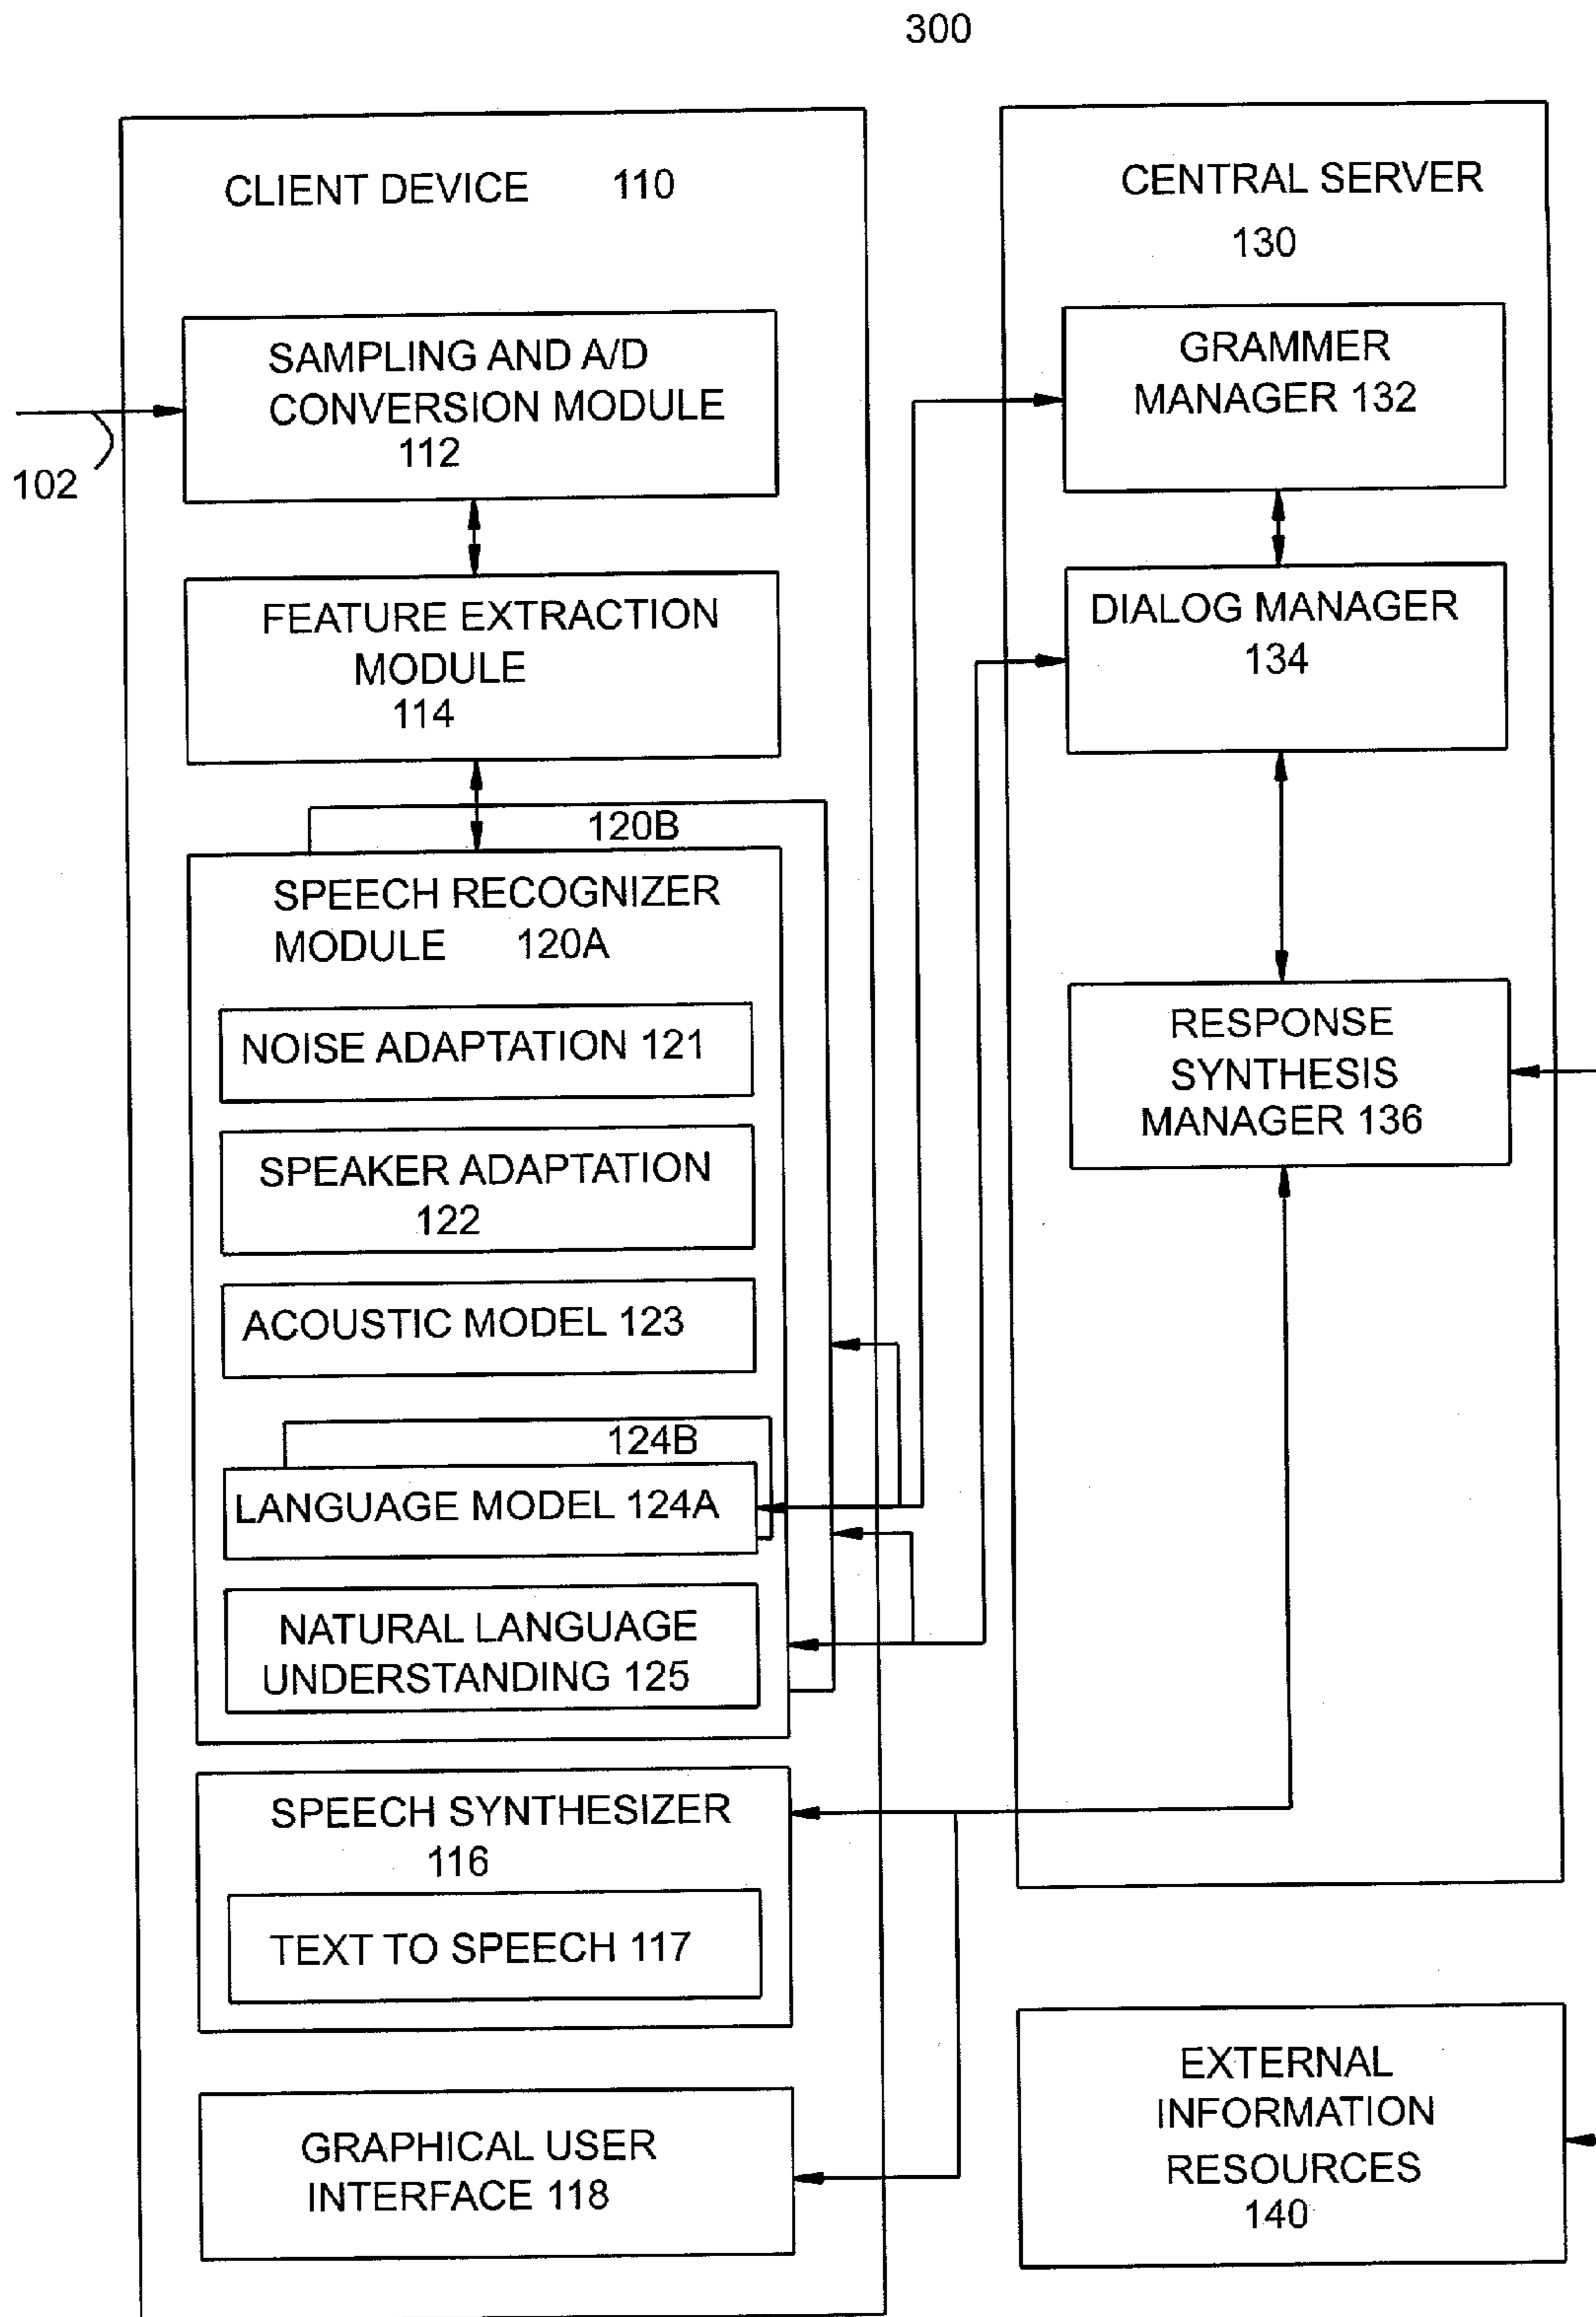 300
CLIENT DEVICE 110
SAMPLING AND A/D
CONVERSION MODULE
112
102
FEATURE EXTRACTION
MODULE
114
120B
SPEECH RECOGNIZER
MODULE 120A
NOISE ADAPTATION 121
SPEAKER ADAPTATION
122
ACOUSTIC MODEL 123
124B
LANGUAGE MODEL 124A
NATURAL LANGUAGE
UNDERSTANDING 125
SPEECH SYNTHESIZER
116
TEXT TO SPEECH 117
GRAPHICAL USER
INTERFACE 118
CENTRAL SERVER
130
GRAMMER
MANAGER 132
DIALOG MANAGER
134
RESPONSE
SYNTHESIS
MANAGER 136
EXTERNAL
INFORMATION
RESOURCES
140